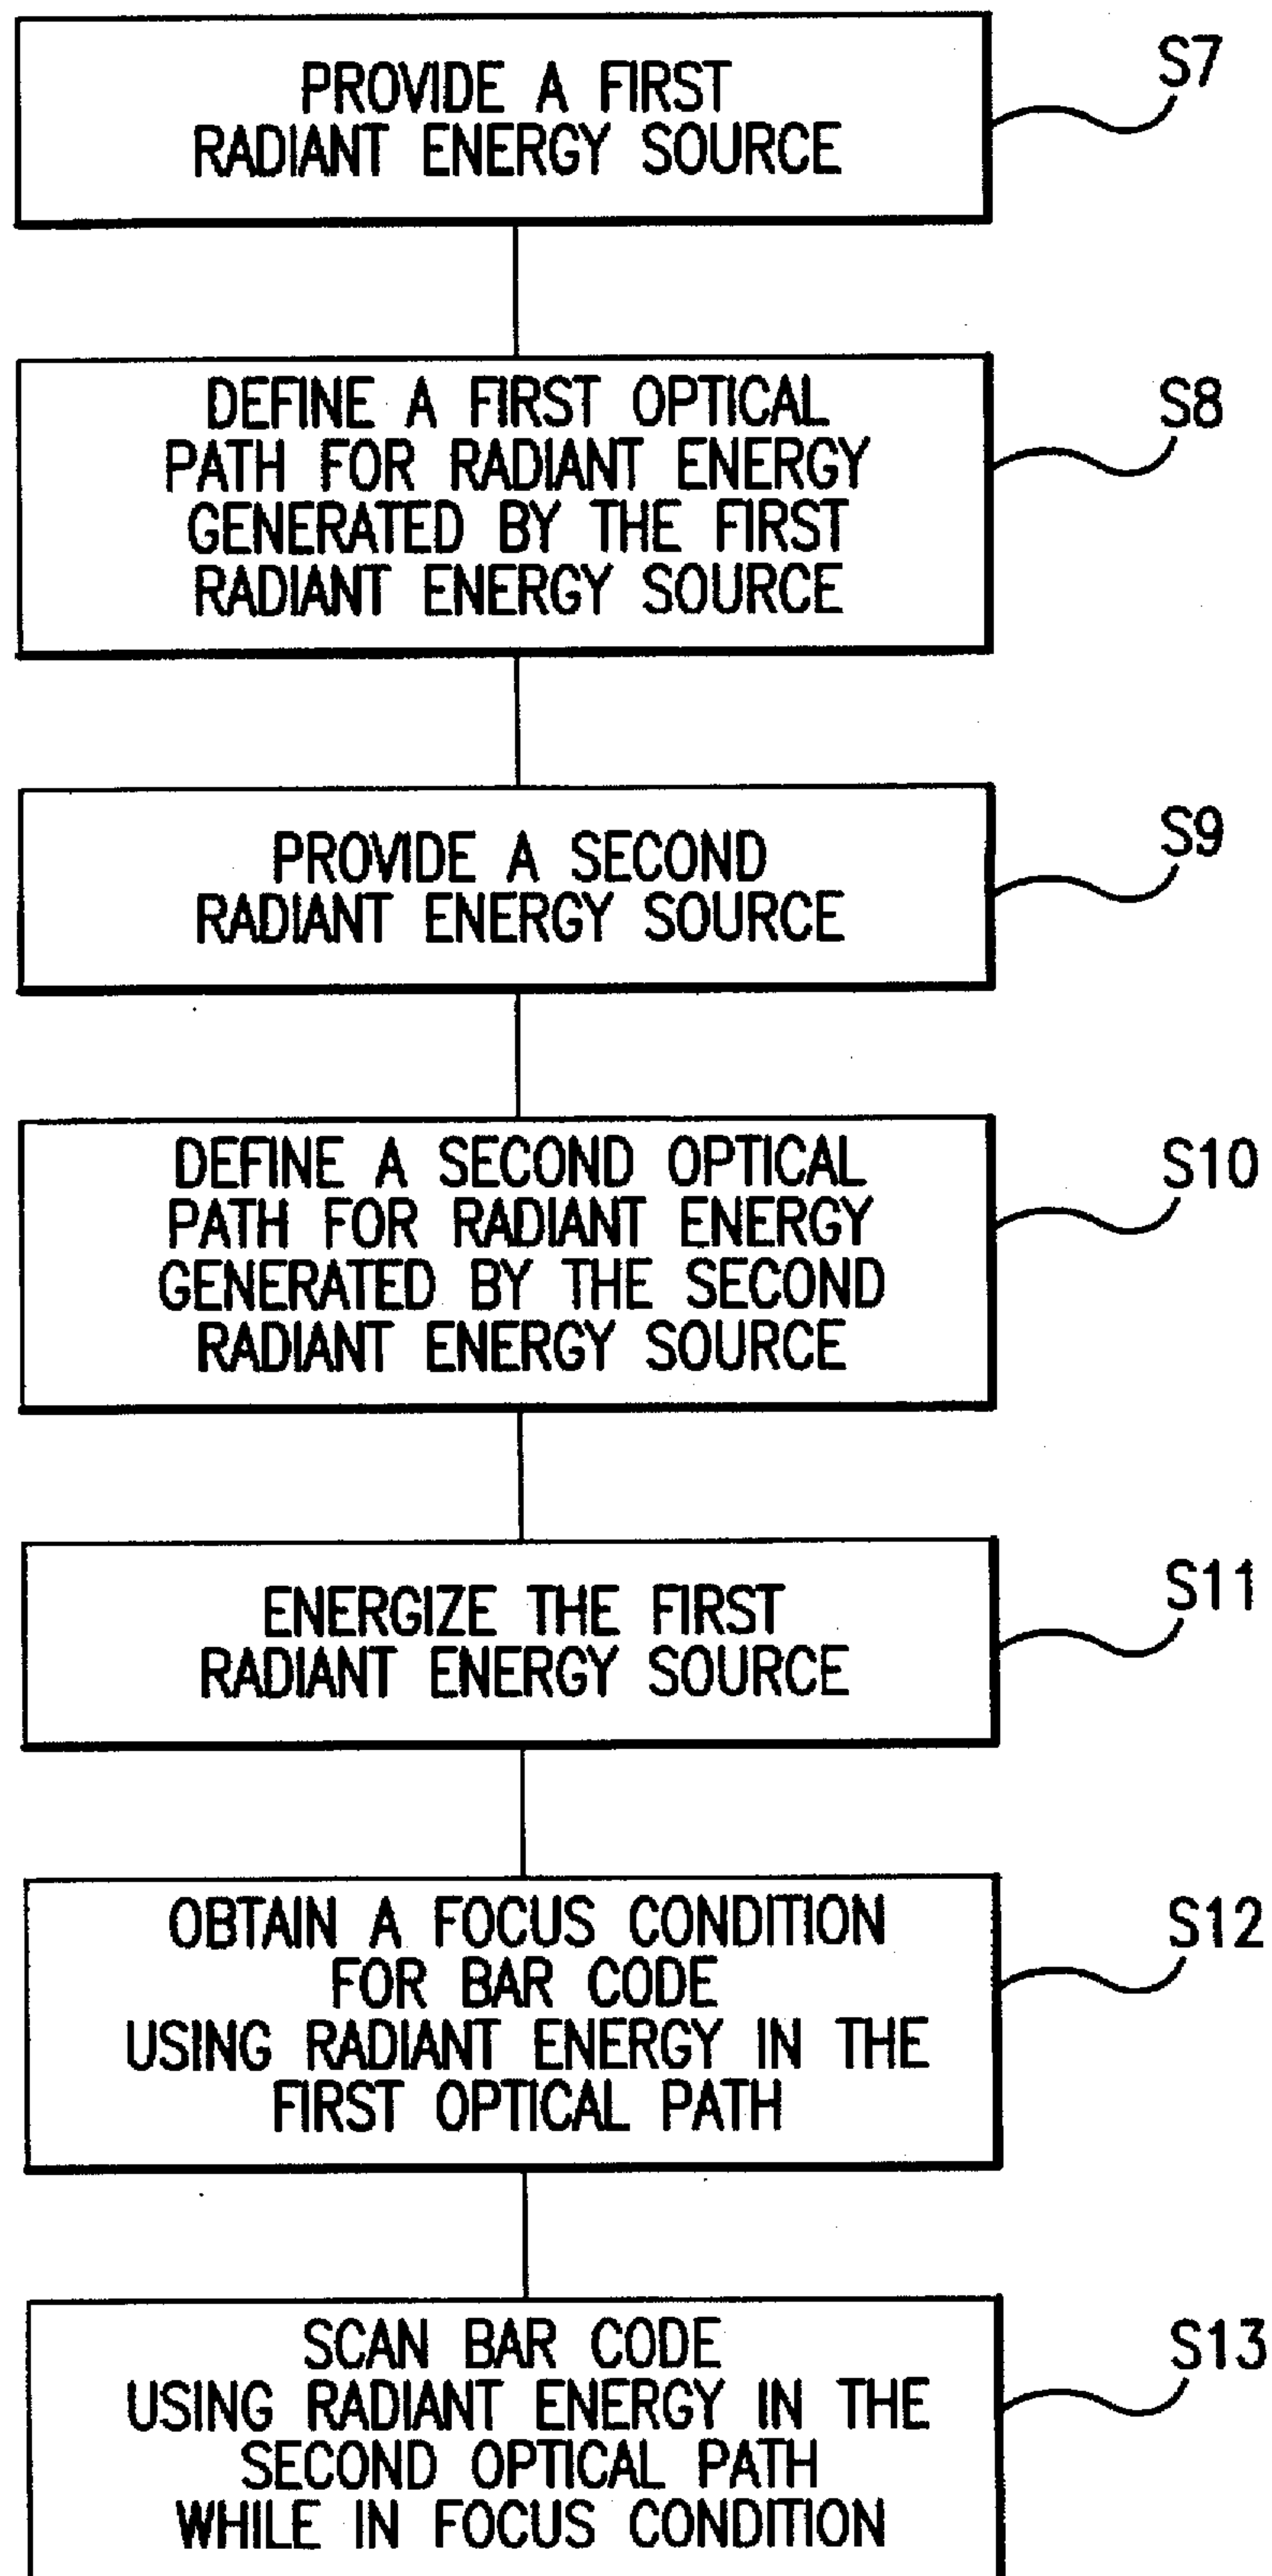 PROVIDE A FIRST
RADIANT ENERGY SOURCE
S7
DEFINE A FIRST OPTICAL
PATH FOR RADIANT ENERGY
GENERATED BY THE FIRST
RADIANT ENERGY SOURCE
S8
PROVIDE A SECOND
RADIANT ENERGY SOURCE
S9
DEFINE A SECOND OPTICAL
PATH FOR RADIANT ENERGY
GENERATED BY THE SECOND
RADIANT ENERGY SOURCE
S10
ENERGIZE THE FIRST
RADIANT ENERGY SOURCE
S11
OBTAIN A FOCUS CONDITION
FOR BAR CODE
USING RADIANT ENERGY IN THE
FIRST OPTICAL PATH
S12
SCAN BAR CODE
USING RADIANT ENERGY IN THE
SECOND OPTICAL PATH
WHILE IN FOCUS CONDITION
S13